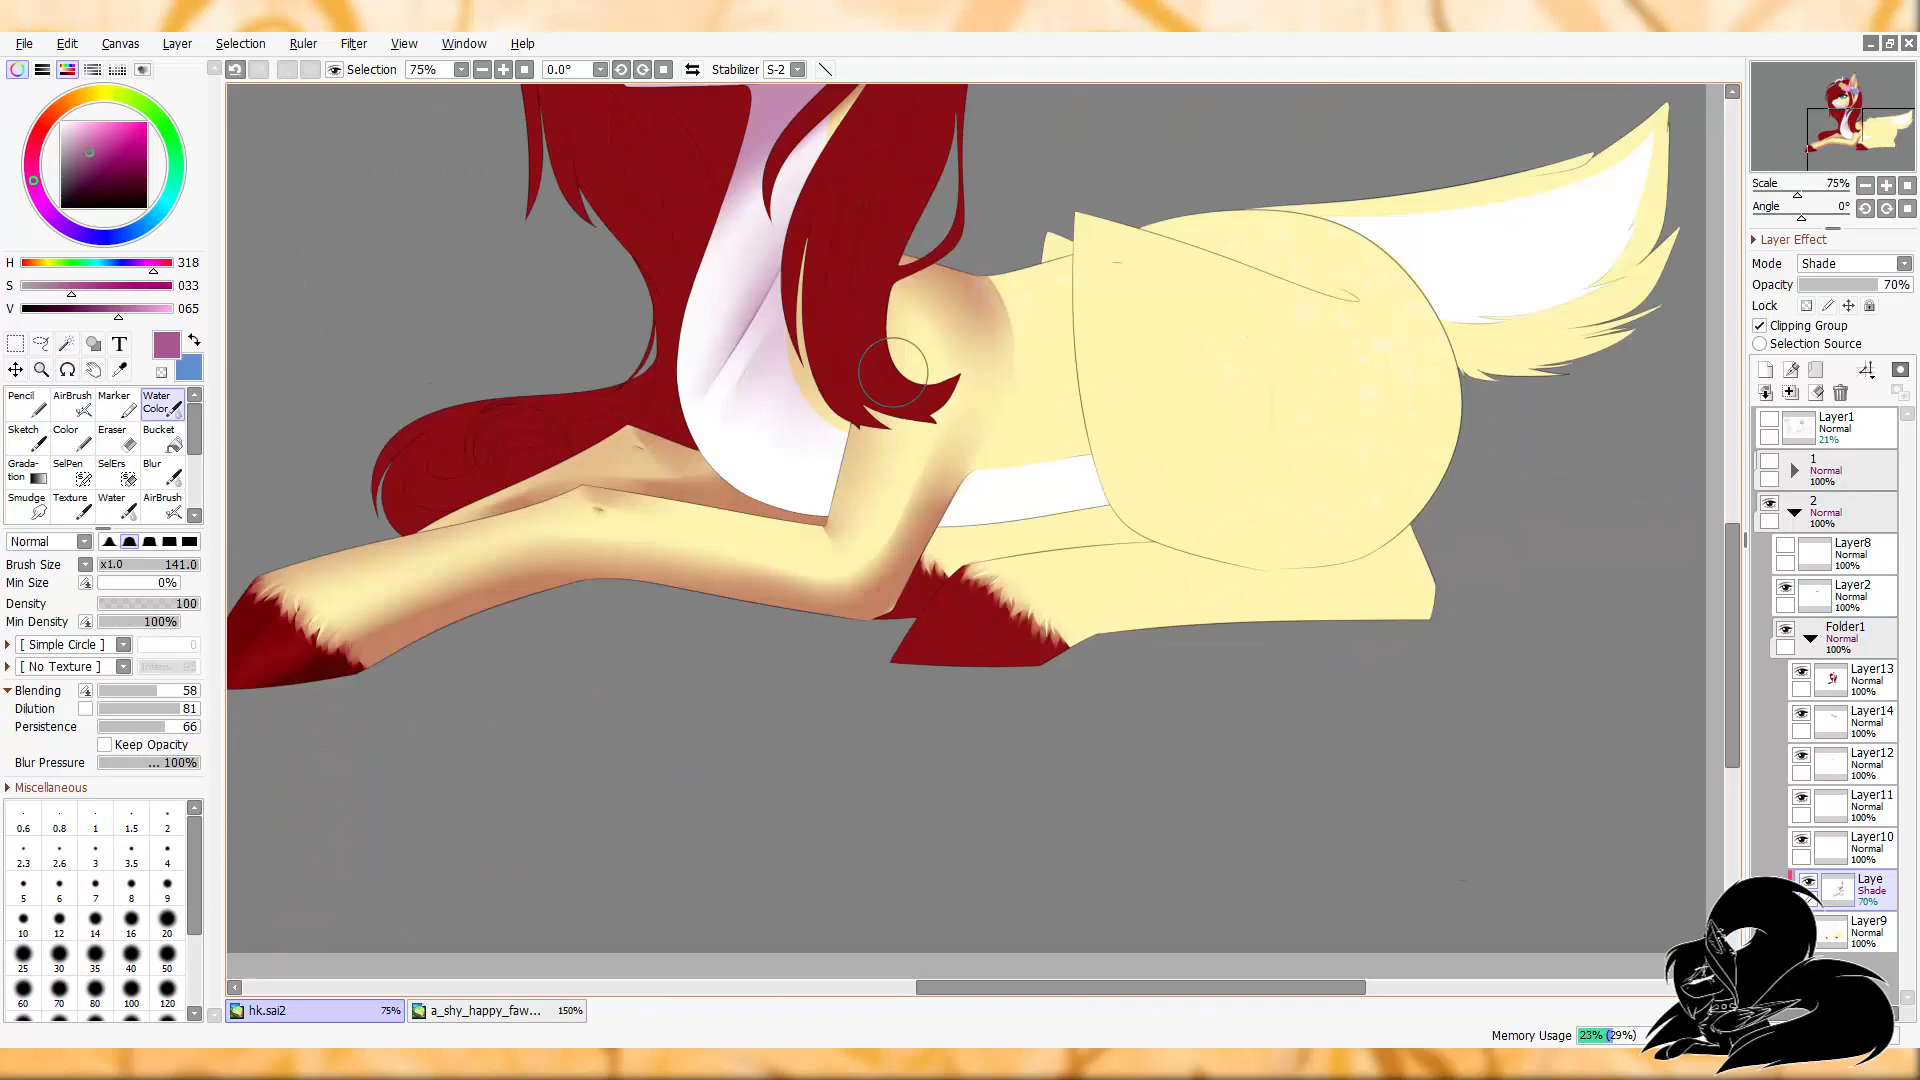 File Edit Canvas Layer Selection Ruler Filter View Window Help
Selection 75% 0.0° Stabilizer S-2
H 318
S 033
V 065
T
Pencil AirBrush Marker Water Color
Sketch Color Eraser Bucket
Grada-tion SelPen SelErs Blur
Smudge Texture Water AirBrush
Normal
Brush Size x1.0 141.0
Min Size 0%
Density 100
Min Density 100%
[ Simple Circle ] 0
[ No Texture ] Intens. 95
Blending 58
Dilution 81
Persistence 66
Keep Opacity
Blur Pressure ... 100%
Miscellaneous
0.6 0.8 1 1.5 2
2.3 2.6 3 3.5 4
5 6 7 8 9
10 12 14 16 20
25 30 35 40 50
60 70 80 100 120
hk.sai2 75% a_shy_happy_faw... 150%
Memory Usage 23% (29%)
Scale 75%
Angle 0°
Layer Effect
Mode Shade
Opacity 70%
Lock
Clipping Group
Selection Source
Layer1
Normal
21%
1
Normal
100%
2
Normal
100%
Layer8
Normal
100%
Layer2
Normal
100%
Folder1
Normal
100%
Layer13
Normal
100%
Layer14
Normal
100%
Layer12
Normal
100%
Layer11
Normal
100%
Layer10
Normal
100%
Laye
Shade
70%
Layer9
Normal
100%